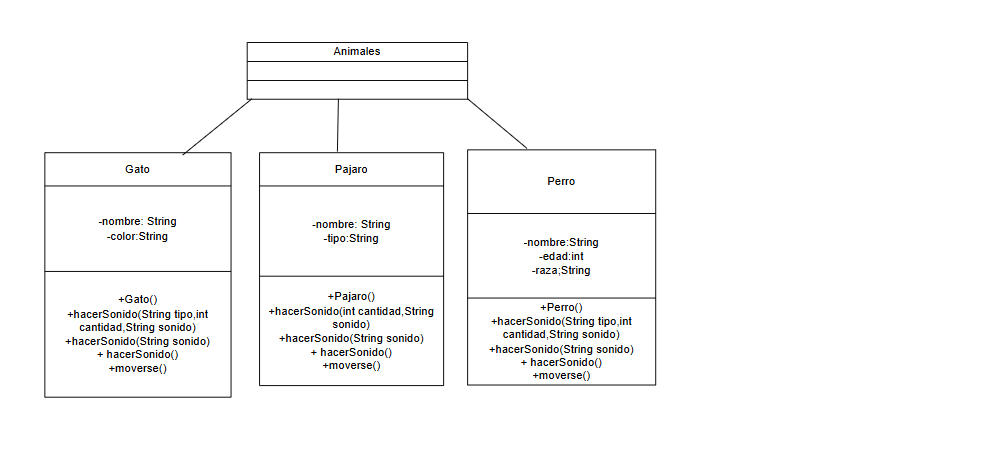 Animales
Gato
-nombre: String
-color:String
+Gato()
+hacerSonido(String tipo,int
cantidad,String sonido)
+hacerSonido(String sonido)
+ hacerSonido()
+moverse()
Pajaro
-nombre: String
-tipo:String
+Pajaro()
+hacerSonido(int cantidad,String
sonido)
+hacerSonido(String sonido)
+ hacerSonido()
+moverse()
Perro
-nombre:String
-edad:int
-raza;String
+Perro()
+hacerSonido(String tipo,int
cantidad,String sonido)
+hacerSonido(String sonido)
+ hacerSonido()
+moverse()